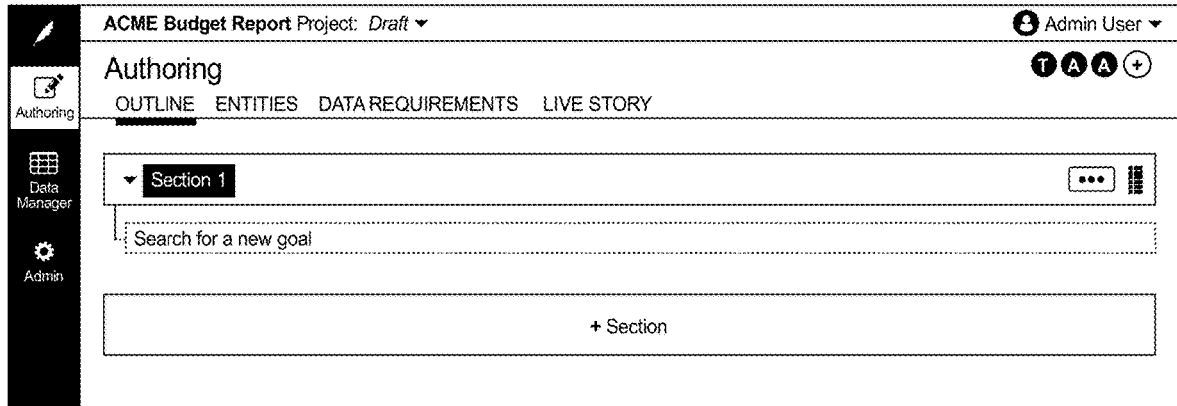 ACME Budget Report Project: Draft
Admin User
Authoring
T A A +
OUTLINE ENTITIES DATA REQUIREMENTS LIVE STORY
Authoring
Data
Manager
Admin
Section 1
Search for a new goal
+ Section